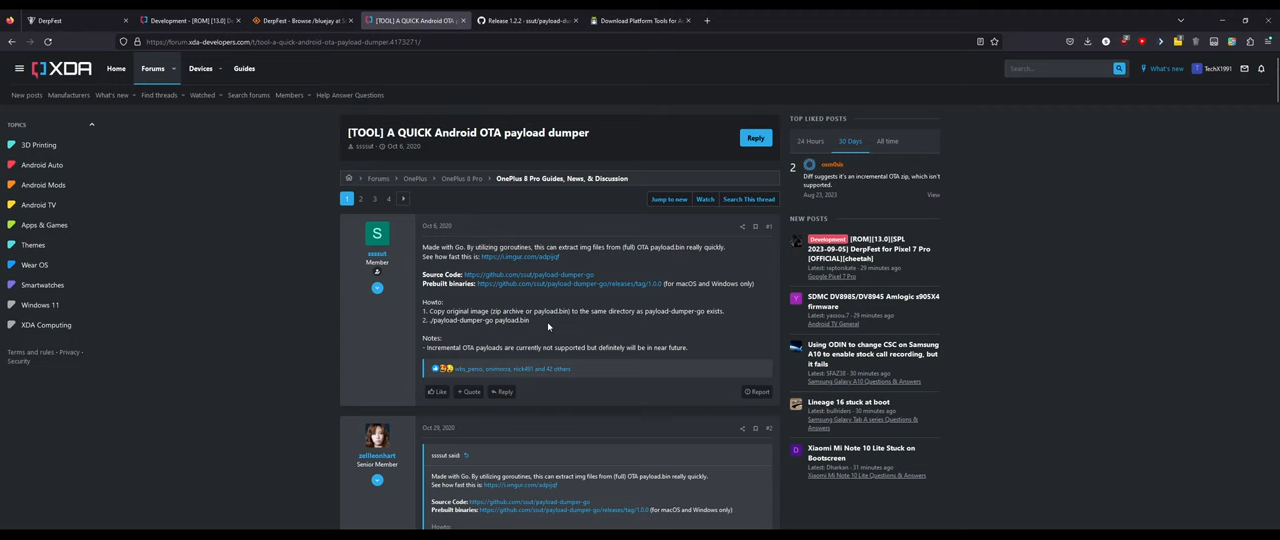 DerpFest
Development - [ROM] [13.0] D
DerpFest - Browse /bluejay at S
[TOOL] A QUICK Android OTA p
Release 1.2.2 - ssut/payload-du
Download Platform Tools for An
https://forum.xda-developers.com/t/tool-a-quick-android-ota-payload-dumper.4173271/
XDA
Home
Forums
Devices
Guides
Search...
What's new
TechX1991
New posts
Manufacturers
What's new
Find threads
Watched
Search forums
Members
Help Answer Questions
TOPICS
3D Printing
Android Auto
Android Mods
Android TV
Apps & Games
Themes
Wear OS
Smartwatches
Windows 11
XDA Computing
Terms and rules · Privacy ·
Security
[TOOL] A QUICK Android OTA payload dumper
sssssut · Oct 6, 2020
Reply
Forums
OnePlus
OnePlus 8 Pro
OnePlus 8 Pro Guides, News, & Discussion
1 2 3 4
Jump to new
Watch
Search This thread
S
sssssut
Member
Oct 6, 2020
#1
Made with Go. By utilizing goroutines, this can extract img files from (full) OTA payload.bin really quickly.
See how fast this is: https://i.imgur.com/adpijqf
Source Code: https://github.com/ssut/payload-dumper-go
Prebuilt binaries: https://github.com/ssut/payload-dumper-go/releases/tag/1.0.0 (for macOS and Windows only)
Howto:
1. Copy original image (zip archive or payload.bin) to the same directory as payload-dumper-go exists.
2. ./payload-dumper-go payload.bin
Notes:
- Incremental OTA payloads are currently not supported but definitely will be in near future.
nick491 and 42 others
Like
Quote
Reply
Report
zellleonhart
Senior Member
Oct 29, 2020
#2
sssssut said:
Made with Go. By utilizing goroutines, this can extract img files from (full) OTA payload.bin really quickly.
See how fast this is: https://i.imgur.com/adpijqf
Source Code: https://github.com/ssut/payload-dumper-go
Prebuilt binaries: https://github.com/ssut/payload-dumper-go/releases/tag/1.0.0 (for macOS and Windows only)
Howto:
TOP LIKED POSTS
24 Hours
30 Days
All time
2
osm0sis
Diff suggests it's an incremental OTA zip, which isn't
supported.
Aug 23, 2023
View
NEW POSTS
Development [ROM][13.0][SPL
2023-09-05] DerpFest for Pixel 7 Pro
[OFFICIAL][cheetah]
Latest: raptorskate · 29 minutes ago
Google Pixel 7 Pro
SDMC DV8985/DV8945 Amlogic s905X4
firmware
Latest: vasvlad · 29 minutes ago
Android TV General
Using ODIN to change CSC on Samsung
A10 to enable stock call recording, but
it fails
Latest: SFAZ38 · 30 minutes ago
Samsung Galaxy A10 Questions & Answers
Lineage 16 stuck at boot
Latest: bullriders · 30 minutes ago
Samsung Galaxy Tab A series Questions &
Answers
D
Xiaomi Mi Note 10 Lite Stuck on
Bootscreen
Latest: Dharkan · 31 minutes ago
Xiaomi Mi Note 10 Questions & Answers